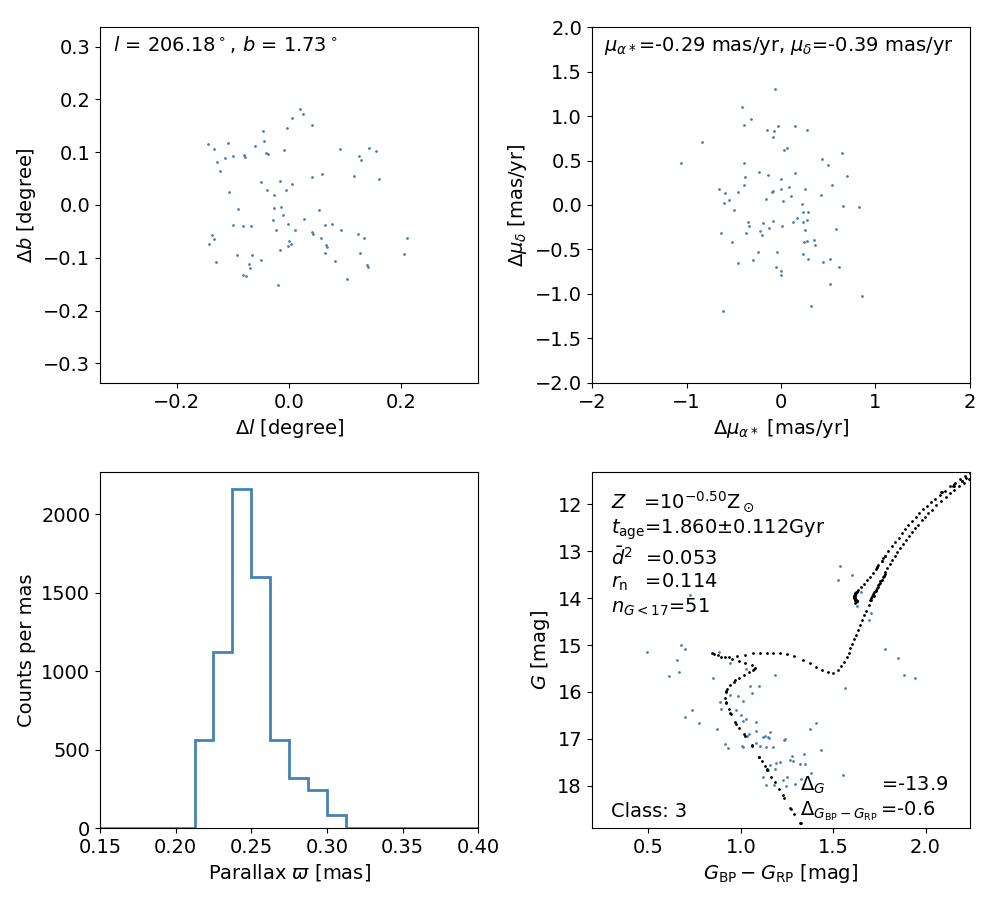 l = 206.18°, b = 1.73°
0.3
0.2
0.1
0.0
−0.1
−0.2
−0.3
Δb [degree]
−0.2
0.0
0.2
Δl [degree]
μα*=-0.29 mas/yr, μδ=-0.39 mas/yr
2.0
1.5
1.0
0.5
0.0
−0.5
−1.0
−1.5
−2.0
Δμδ [mas/yr]
−2
−1
0
1
2
Δμα* [mas/yr]
2000
1500
1000
500
0
Counts per mas
0.15
0.20
0.25
0.30
0.35
0.40
Parallax ϖ [mas]
Z =10^−0.50Z⊙
tage=1.860±0.112Gyr
d̄² =0.053
rn =0.114
nG<17=51
12
13
14
15
16
17
18
G [mag]
ΔG =-13.9
Class: 3
ΔGBP−GRP=-0.6
0.5
1.0
1.5
2.0
GBP − GRP [mag]